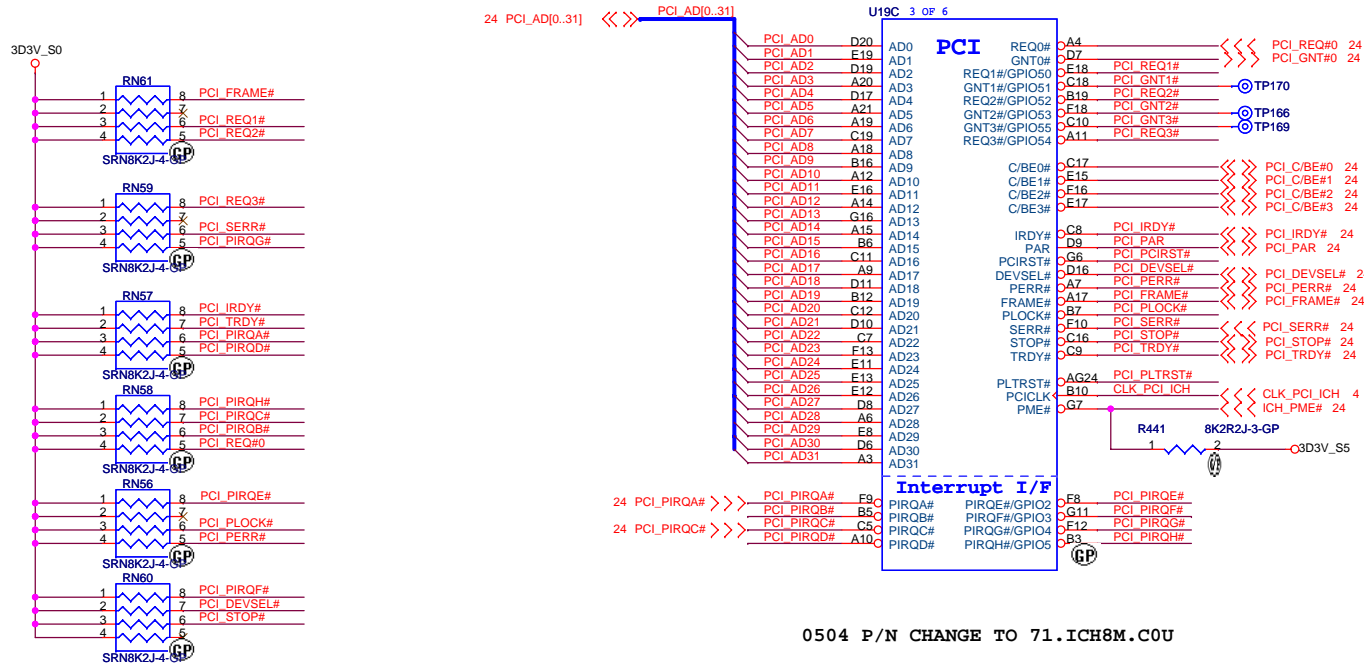 3D3V_S0
RN61
1 8 PCI_FRAME#
2 7
3 6 PCI_REQ1#
4 5 PCI_REQ2#
SRN8K2J-4-GP
GP
RN59
1 8 PCI_REQ3#
2 7
3 6 PCI_SERR#
4 5 PCI_PIRQG#
SRN8K2J-4-GP
GP
RN57
1 8 PCI_IRDY#
2 7 PCI_TRDY#
3 6 PCI_PIRQA#
4 5 PCI_PIRQD#
SRN8K2J-4-GP
GP
RN58
1 8 PCI_PIRQH#
2 7 PCI_PIRQC#
3 6 PCI_PIRQB#
4 5 PCI_REQ#0
SRN8K2J-4-GP
GP
RN56
1 8 PCI_PIRQE#
2 7
3 6 PCI_PLOCK#
4 5 PCI_PERR#
SRN8K2J-4-GP
GP
RN60
1 8 PCI_PIRQF#
2 7 PCI_DEVSEL#
3 6 PCI_STOP#
4 5
SRN8K2J-4-GP
GP
24 PCI_AD[0..31] PCI_AD[0..31]
U19C 3 OF 6
PCI
PCI_AD0 D20 AD0
PCI_AD1 E19 AD1
PCI_AD2 D19 AD2
PCI_AD3 A20 AD3
PCI_AD4 D17 AD4
PCI_AD5 A21 AD5
PCI_AD6 A19 AD6
PCI_AD7 C19 AD7
PCI_AD8 A18 AD8
PCI_AD9 B16 AD9
PCI_AD10 A12 AD10
PCI_AD11 E16 AD11
PCI_AD12 A14 AD12
PCI_AD13 G16 AD13
PCI_AD14 A15 AD14
PCI_AD15 B6 AD15
PCI_AD16 C11 AD16
PCI_AD17 A9 AD17
PCI_AD18 D11 AD18
PCI_AD19 B12 AD19
PCI_AD20 C12 AD20
PCI_AD21 D10 AD21
PCI_AD22 C7 AD22
PCI_AD23 F13 AD23
PCI_AD24 E11 AD24
PCI_AD25 E13 AD25
PCI_AD26 E12 AD26
PCI_AD27 D8 AD27
PCI_AD28 A6 AD28
PCI_AD29 E8 AD29
PCI_AD30 D6 AD30
PCI_AD31 A3 AD31
REQ0# A4 PCI_REQ#0 24
GNT0# D7 PCI_GNT#0 24
REQ1#/GPIO50 E18 PCI_REQ1#
GNT1#/GPIO51 C18 PCI_GNT1# TP170
REQ2#/GPIO52 B19 PCI_REQ2#
GNT2#/GPIO53 F18 PCI_GNT2# TP166
GNT3#/GPIO55 C10 PCI_GNT3# TP169
REQ3#/GPIO54 A11 PCI_REQ3#
C/BE0# C17 PCI_C/BE#0 24
C/BE1# E15 PCI_C/BE#1 24
C/BE2# F16 PCI_C/BE#2 24
C/BE3# E17 PCI_C/BE#3 24
IRDY# C8 PCI_IRDY# PCI_IRDY# 24
PAR D9 PCI_PAR PCI_PAR 24
PCIRST# G6 PCI_PCIRST#
DEVSEL# D16 PCI_DEVSEL# PCI_DEVSEL# 2
PERR# A7 PCI_PERR# PCI_PERR# 24
FRAME# A17 PCI_FRAME# PCI_FRAME# 24
PLOCK# B7 PCI_PLOCK#
SERR# F10 PCI_SERR# PCI_SERR# 24
STOP# C16 PCI_STOP# PCI_STOP# 24
TRDY# C9 PCI_TRDY# PCI_TRDY# 24
PLTRST# AG24 PCI_PLTRST#
PCICLK B10 CLK_PCI_ICH CLK_PCI_ICH 4
PME# G7 ICH_PME# 24
R441 8K2R2J-3-GP
1 2 3D3V_S5
Interrupt I/F
24 PCI_PIRQA# PCI_PIRQA# F9 PIRQA#
PCI_PIRQB# B5 PIRQB#
24 PCI_PIRQC# PCI_PIRQC# C5 PIRQC#
PCI_PIRQD# A10 PIRQD#
PIRQE#/GPIO2 F8 PCI_PIRQE#
PIRQF#/GPIO3 G11 PCI_PIRQF#
PIRQG#/GPIO4 F12 PCI_PIRQG#
PIRQH#/GPIO5 B3 PCI_PIRQH#
GP
0504 P/N CHANGE TO 71.ICH8M.C0U